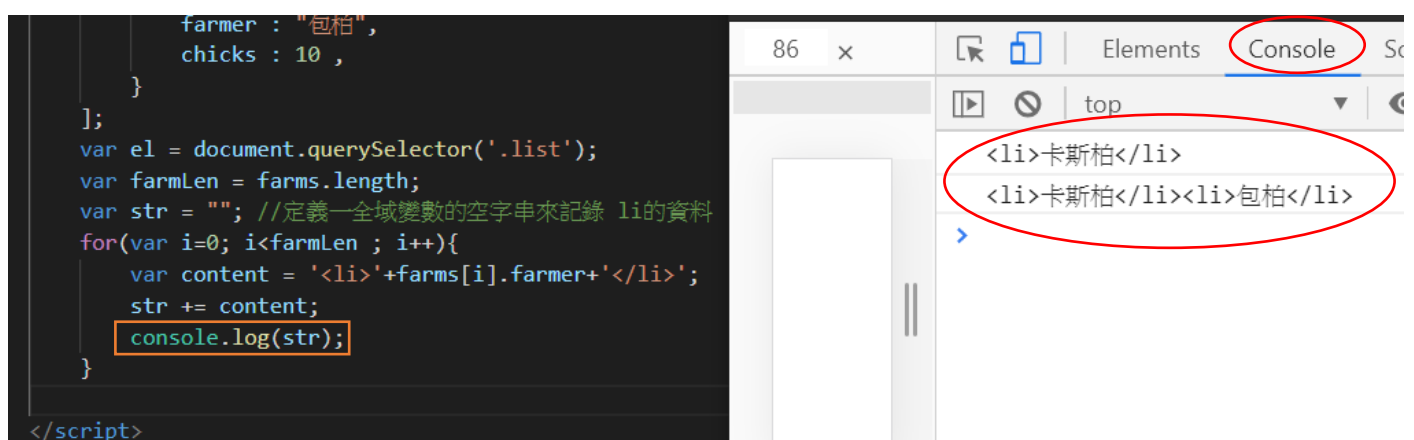 farmer : "包柏",
chicks : 10 ,
}
];
var el = document.querySelector('.list');
var farmLen = farms.length;
var str = ""; //定義一全域變數的空字串來記錄 li的資料
for(var i=0; i<farmLen ; i++){
var content = '<li>'+farms[i].farmer+'</li>';
str += content;
console.log(str);
}
</script>
86 ×
Elements Console
top
<li>卡斯柏</li>
<li>卡斯柏</li><li>包柏</li>
>